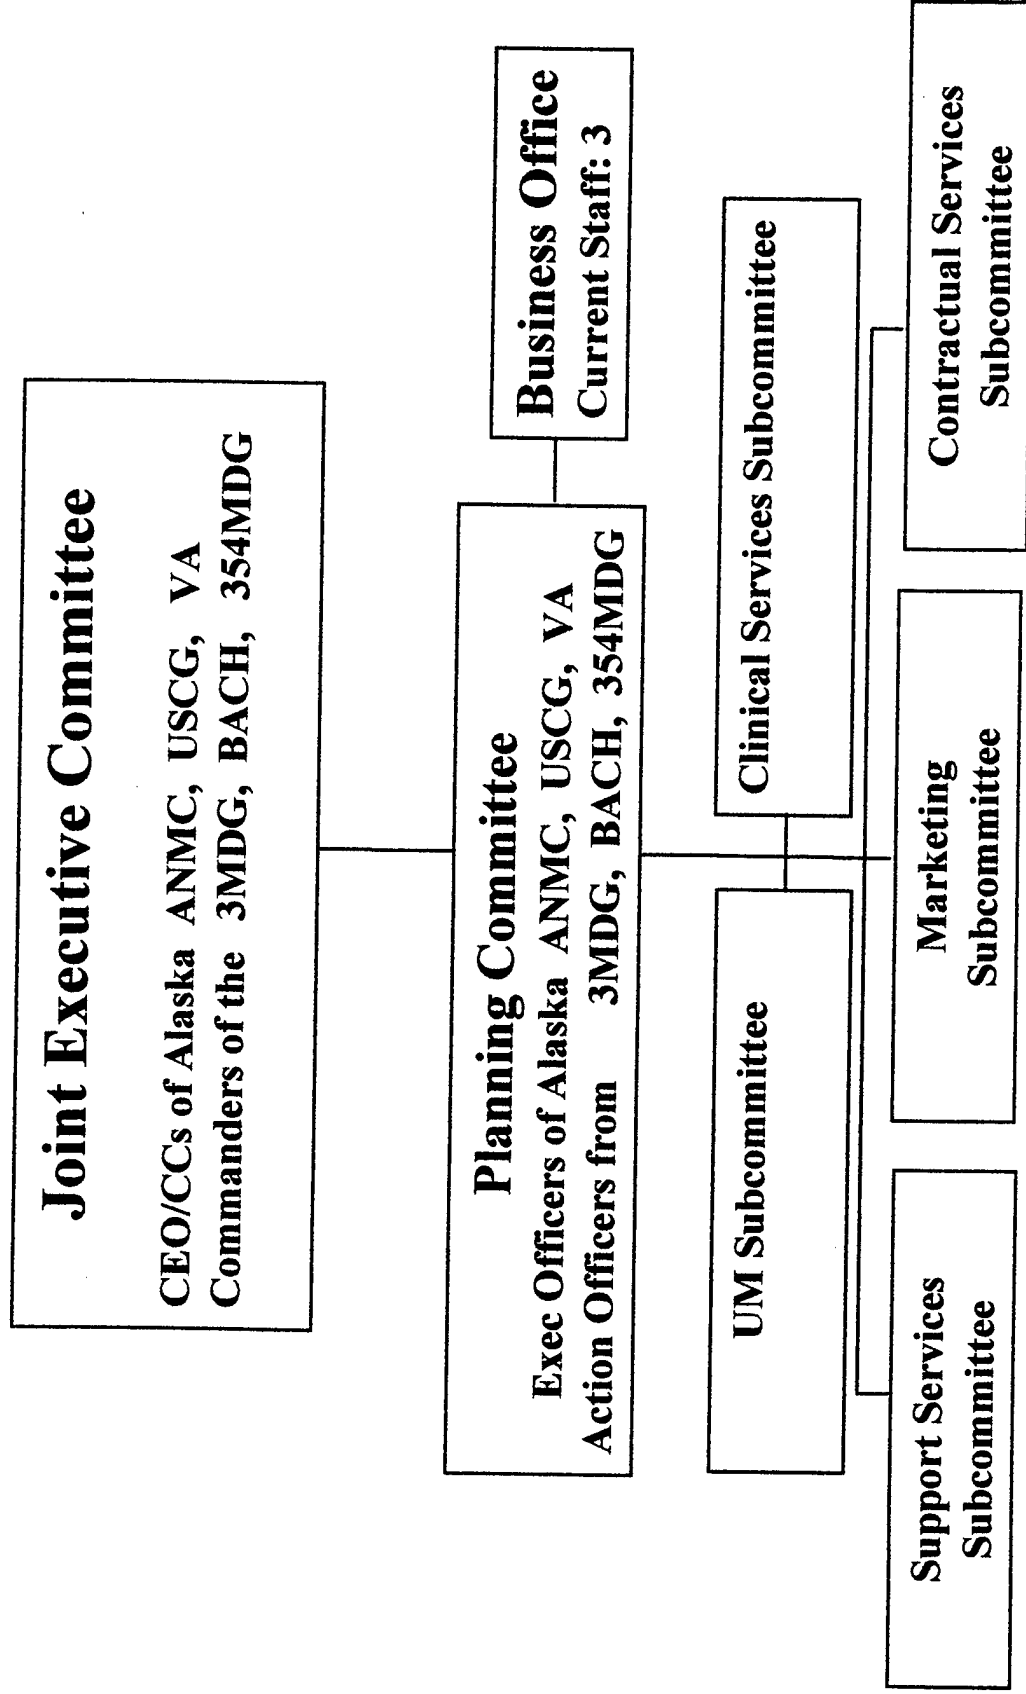 Joint Executive Committee
CEO/CCs of Alaska ANMC, USCG, VA
Commanders of the 3MDG, BACH, 354MDG
Planning Committee
Exec Officers of Alaska ANMC, USCG, VA
Action Officers from 3MDG, BACH, 354MDG
Business Office
Current Staff: 3
UM Subcommittee
Clinical Services Subcommittee
Support Services
Subcommittee
Marketing
Subcommittee
Contractual Services
Subcommittee